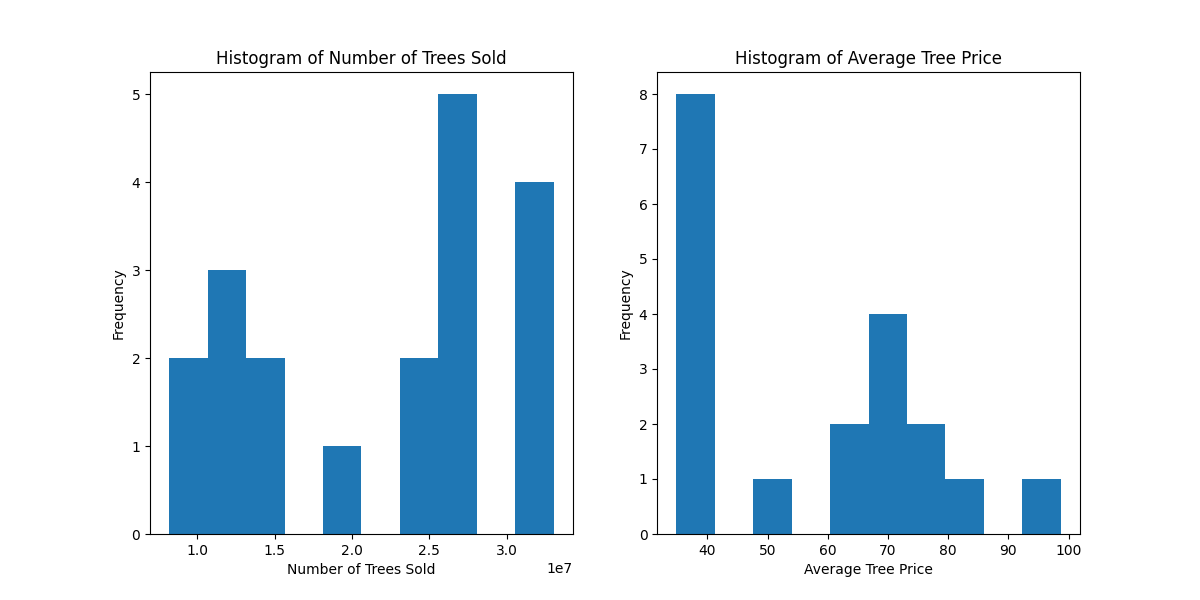 Histogram of Number of Trees Sold
5
4
3
2
1
0
Frequency
1.0 1.5 2.0 2.5 3.0
Number of Trees Sold 1e7
Histogram of Average Tree Price
8
7
6
5
4
3
2
1
0
Frequency
40 50 60 70 80 90 100
Average Tree Price